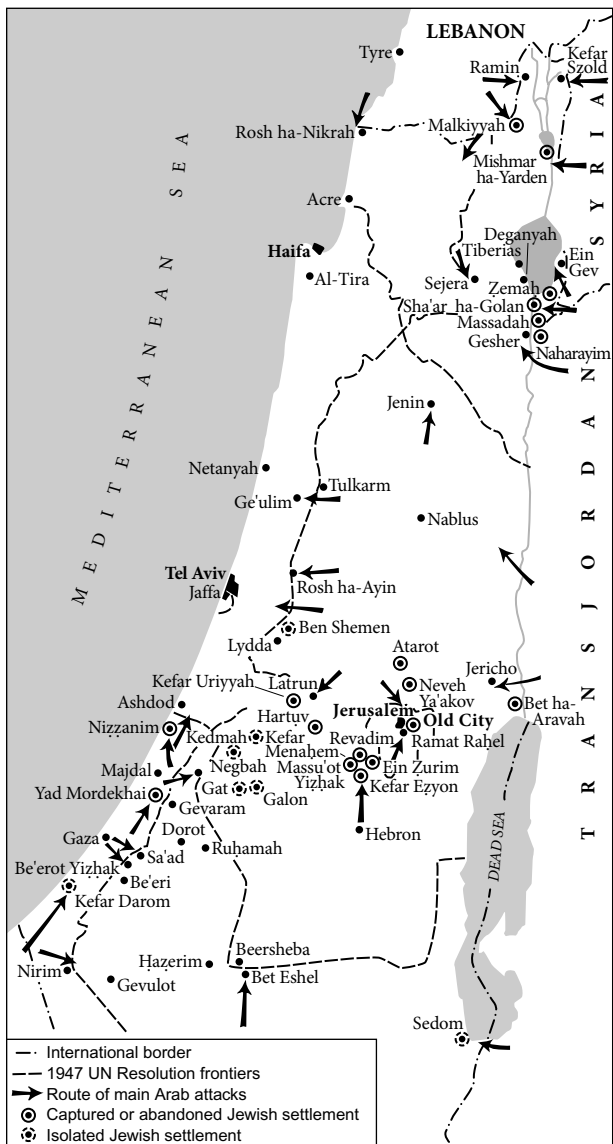 LEBANON
Tyre
Ramin
Kefar
Szold
Rosh ha-Nikrah
Malkiyyah
Mishmar
ha-Yarden
SYRIA
MEDITERRANEAN SEA
Acre
Haifa
Al-Tira
Deganyah
Tiberias
Ein
Gev
Sejera
Zemah
Sha'ar ha-Golan
Massadah
Gesher
Naharayim
Jenin
TRANSJORDAN
Netanyah
Tulkarm
Ge'ulim
Nablus
Tel Aviv
Jaffa
Rosh ha-Ayin
Ben Shemen
Lydda
Atarot
Kefar Uriyyah
Latrun
Neveh
Ya'akov
Jericho
Bet ha-
Aravah
Ashdod
Hartuv
Jerusalem
Old City
Nizzanim
Kedmah
Kefar
Menahem
Revadim
Ramat Rahel
Negbah
Massu'ot
Yizhak
Ein Zurim
Majdal
Gat
Galon
Kefar Ezyon
Yad Mordekhai
Gevaram
Gaza
Dorot
Hebron
DEAD SEA
Sa'ad
Ruḥamah
Be'erot Yizhak
Be'eri
Kefar Darom
Nirim
Hazerim
Beersheba
Gevulot
Bet Eshel
Sedom
International border
1947 UN Resolution frontiers
Route of main Arab attacks
Captured or abandoned Jewish settlement
Isolated Jewish settlement